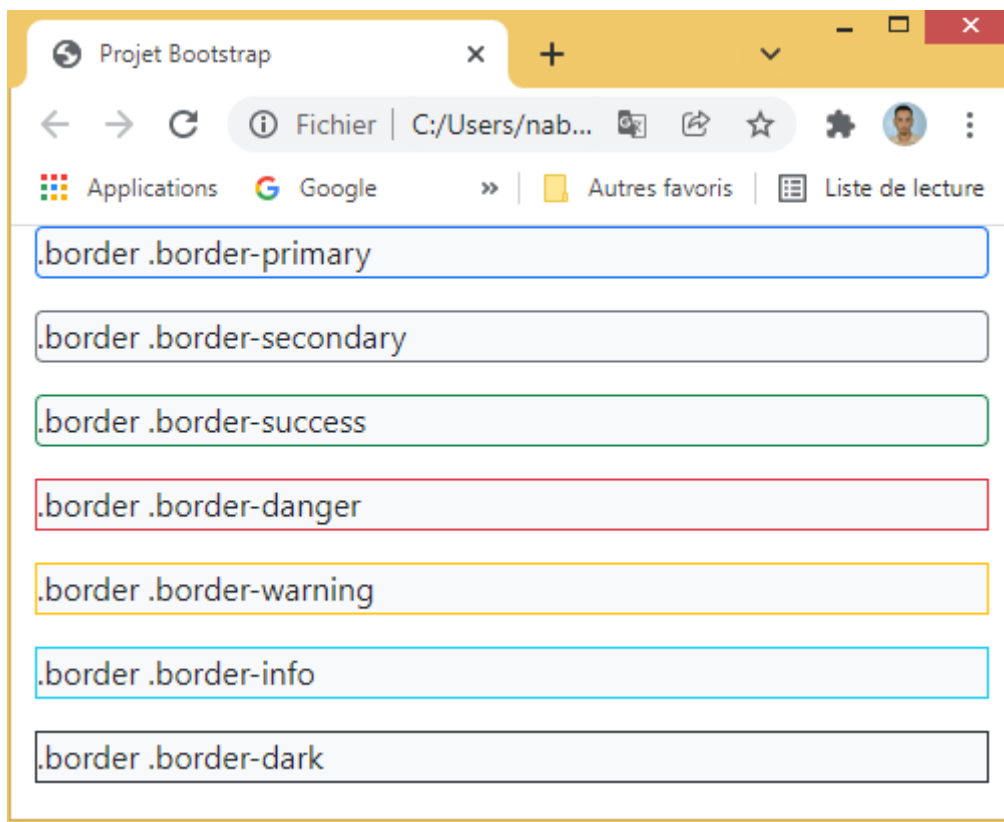 Projet Bootstrap
Fichier | C:/Users/nab...
Applications Google » Autres favoris Liste de lecture
.border .border-primary
.border .border-secondary
.border .border-success
.border .border-danger
.border .border-warning
.border .border-info
.border .border-dark